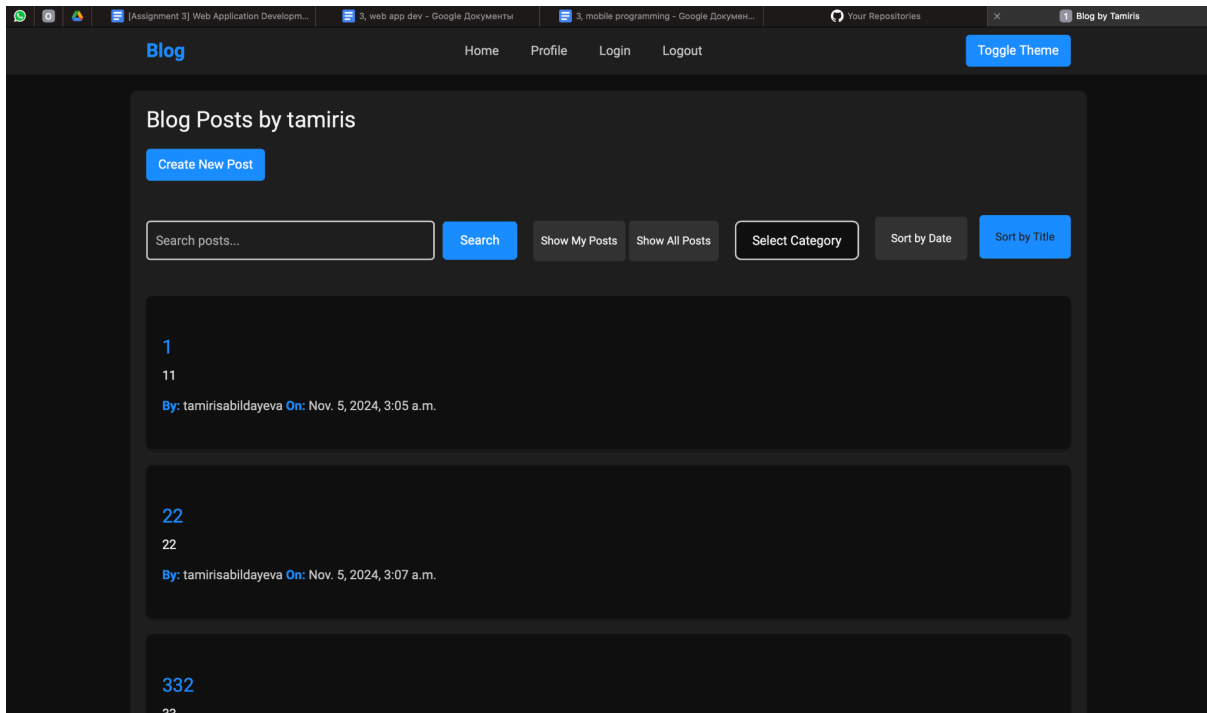 O [Assignment 3] Web Application Developm... 3, web app dev - Google Документы 3, mobile programming - Google Докумен... Your Repositories 1 Blog by Tamiris
Blog Home Profile Login Logout Toggle Theme
Blog Posts by tamiris
Create New Post
Search posts... Search Show My Posts Show All Posts Select Category Sort by Date Sort by Title
1
11
By: tamirisabildayeva On: Nov. 5, 2024, 3:05 a.m.
22
22
By: tamirisabildayeva On: Nov. 5, 2024, 3:07 a.m.
332